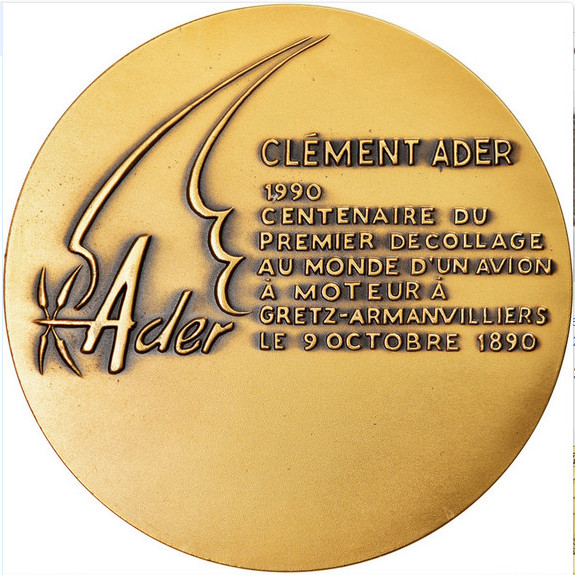 CLÉMENT ADER
1990
CENTENAIRE DU
PREMIER DECOLLAGE
AU MONDE D'UN AVION
À MOTEUR À
GRETZ-ARMANVILLIERS
LE 9 OCTOBRE 1890
Ader